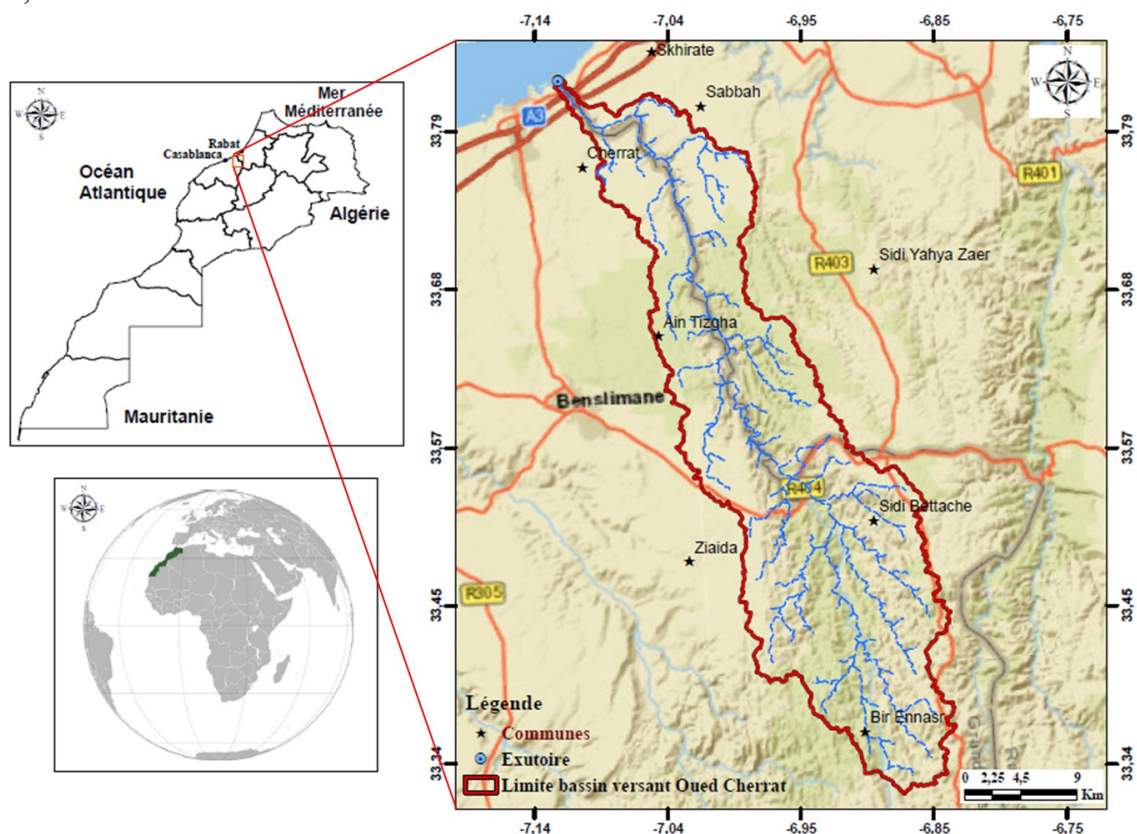 -7,14 -7,04 -6,95 -6,85 -6,75
Skhirate
Sabbah
A3
Cherrat
R401
Sidi Yahya Zaer
R403
Ain Tizgha
Benslimane
R404
Sidi Bettache
Ziaida
R305
Bir Ennasr
Légende
Communes
Exutoire
Limite bassin versant Oued Cherrat
0 2,25 4,5 9
Km
N
W E
S
33,79
33,68
33,57
33,45
33,34
33,79
33,68
33,57
33,45
33,34
-7,14 -7,04 -6,95 -6,85 -6,75
N
W E
S
Mer
Méditerranée
Rabat
Casablanca
Océan
Atlantique
Algérie
Mauritanie
N
W E
S